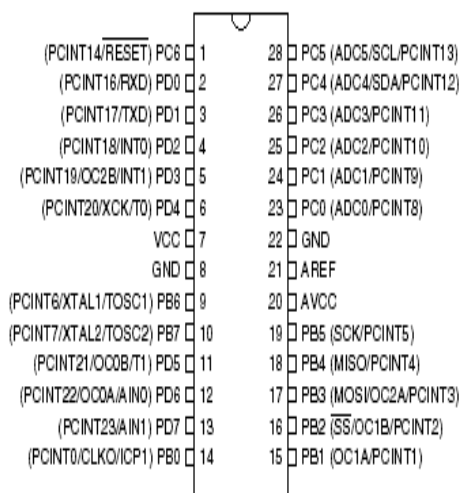 (PCINT14/RESET) PC6 1 28 PC5 (ADC5/SCL/PCINT13)
(PCINT16/RXD) PD0 2 27 PC4 (ADC4/SDA/PCINT12)
(PCINT17/TXD) PD1 3 26 PC3 (ADC3/PCINT11)
(PCINT18/INT0) PD2 4 25 PC2 (ADC2/PCINT10)
(PCINT19/OC2B/INT1) PD3 5 24 PC1 (ADC1/PCINT9)
(PCINT20/XCK/T0) PD4 6 23 PC0 (ADC0/PCINT8)
VCC 7 22 GND
GND 8 21 AREF
(PCINT6/XTAL1/TOSC1) PB6 9 20 AVCC
(PCINT7/XTAL2/TOSC2) PB7 10 19 PB5 (SCK/PCINT5)
(PCINT21/OC0B/T1) PD5 11 18 PB4 (MISO/PCINT4)
(PCINT22/OC0A/AIN0) PD6 12 17 PB3 (MOSI/OC2A/PCINT3)
(PCINT23/AIN1) PD7 13 16 PB2 (SS/OC1B/PCINT2)
(PCINT0/CLKO/ICP1) PB0 14 15 PB1 (OC1A/PCINT1)